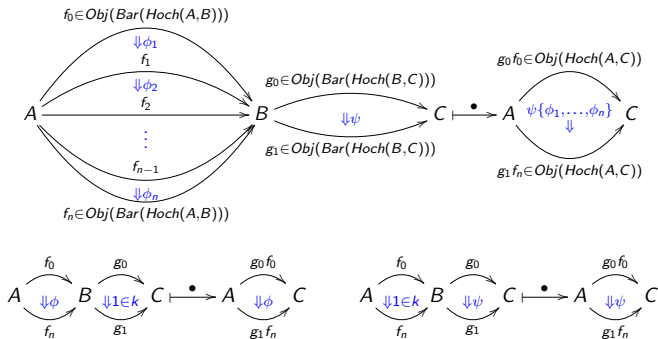 f₀∈Obj(Bar(Hoch(A,B)))
⇓ϕ₁
f₁
⇓ϕ₂
f₂
g₀∈Obj(Bar(Hoch(B,C)))
g₀f₀∈Obj(Hoch(A,C))
A B ⇓ψ C ↦ • A ψ{ϕ₁,…,ϕₙ} ⇓ C
⋮
g₁∈Obj(Bar(Hoch(B,C)))
g₁fₙ∈Obj(Hoch(A,C))
fₙ₋₁
⇓ϕₙ
fₙ∈Obj(Bar(Hoch(A,B)))
f₀ g₀ g₀f₀ f₀ g₀ g₀f₀
A ⇓ϕ B ⇓1∈k C ↦ • A ⇓ϕ C A ⇓1∈k B ⇓ψ C ↦ • A ⇓ψ C
fₙ g₁ g₁fₙ fₙ g₁ g₁fₙ